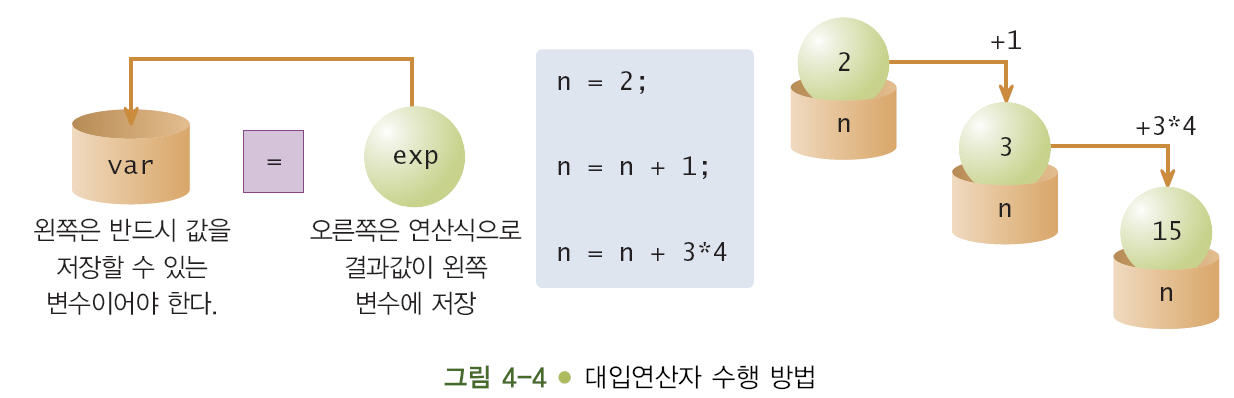 var
=
exp
왼쪽은 반드시 값을
저장할 수 있는
변수이어야 한다.
오른쪽은 연산식으로
결과값이 왼쪽
변수에 저장
n = 2;
n = n + 1;
n = n + 3*4
2
n
+1
3
n
+3*4
15
n
그림 4-4 ● 대입연산자 수행 방법